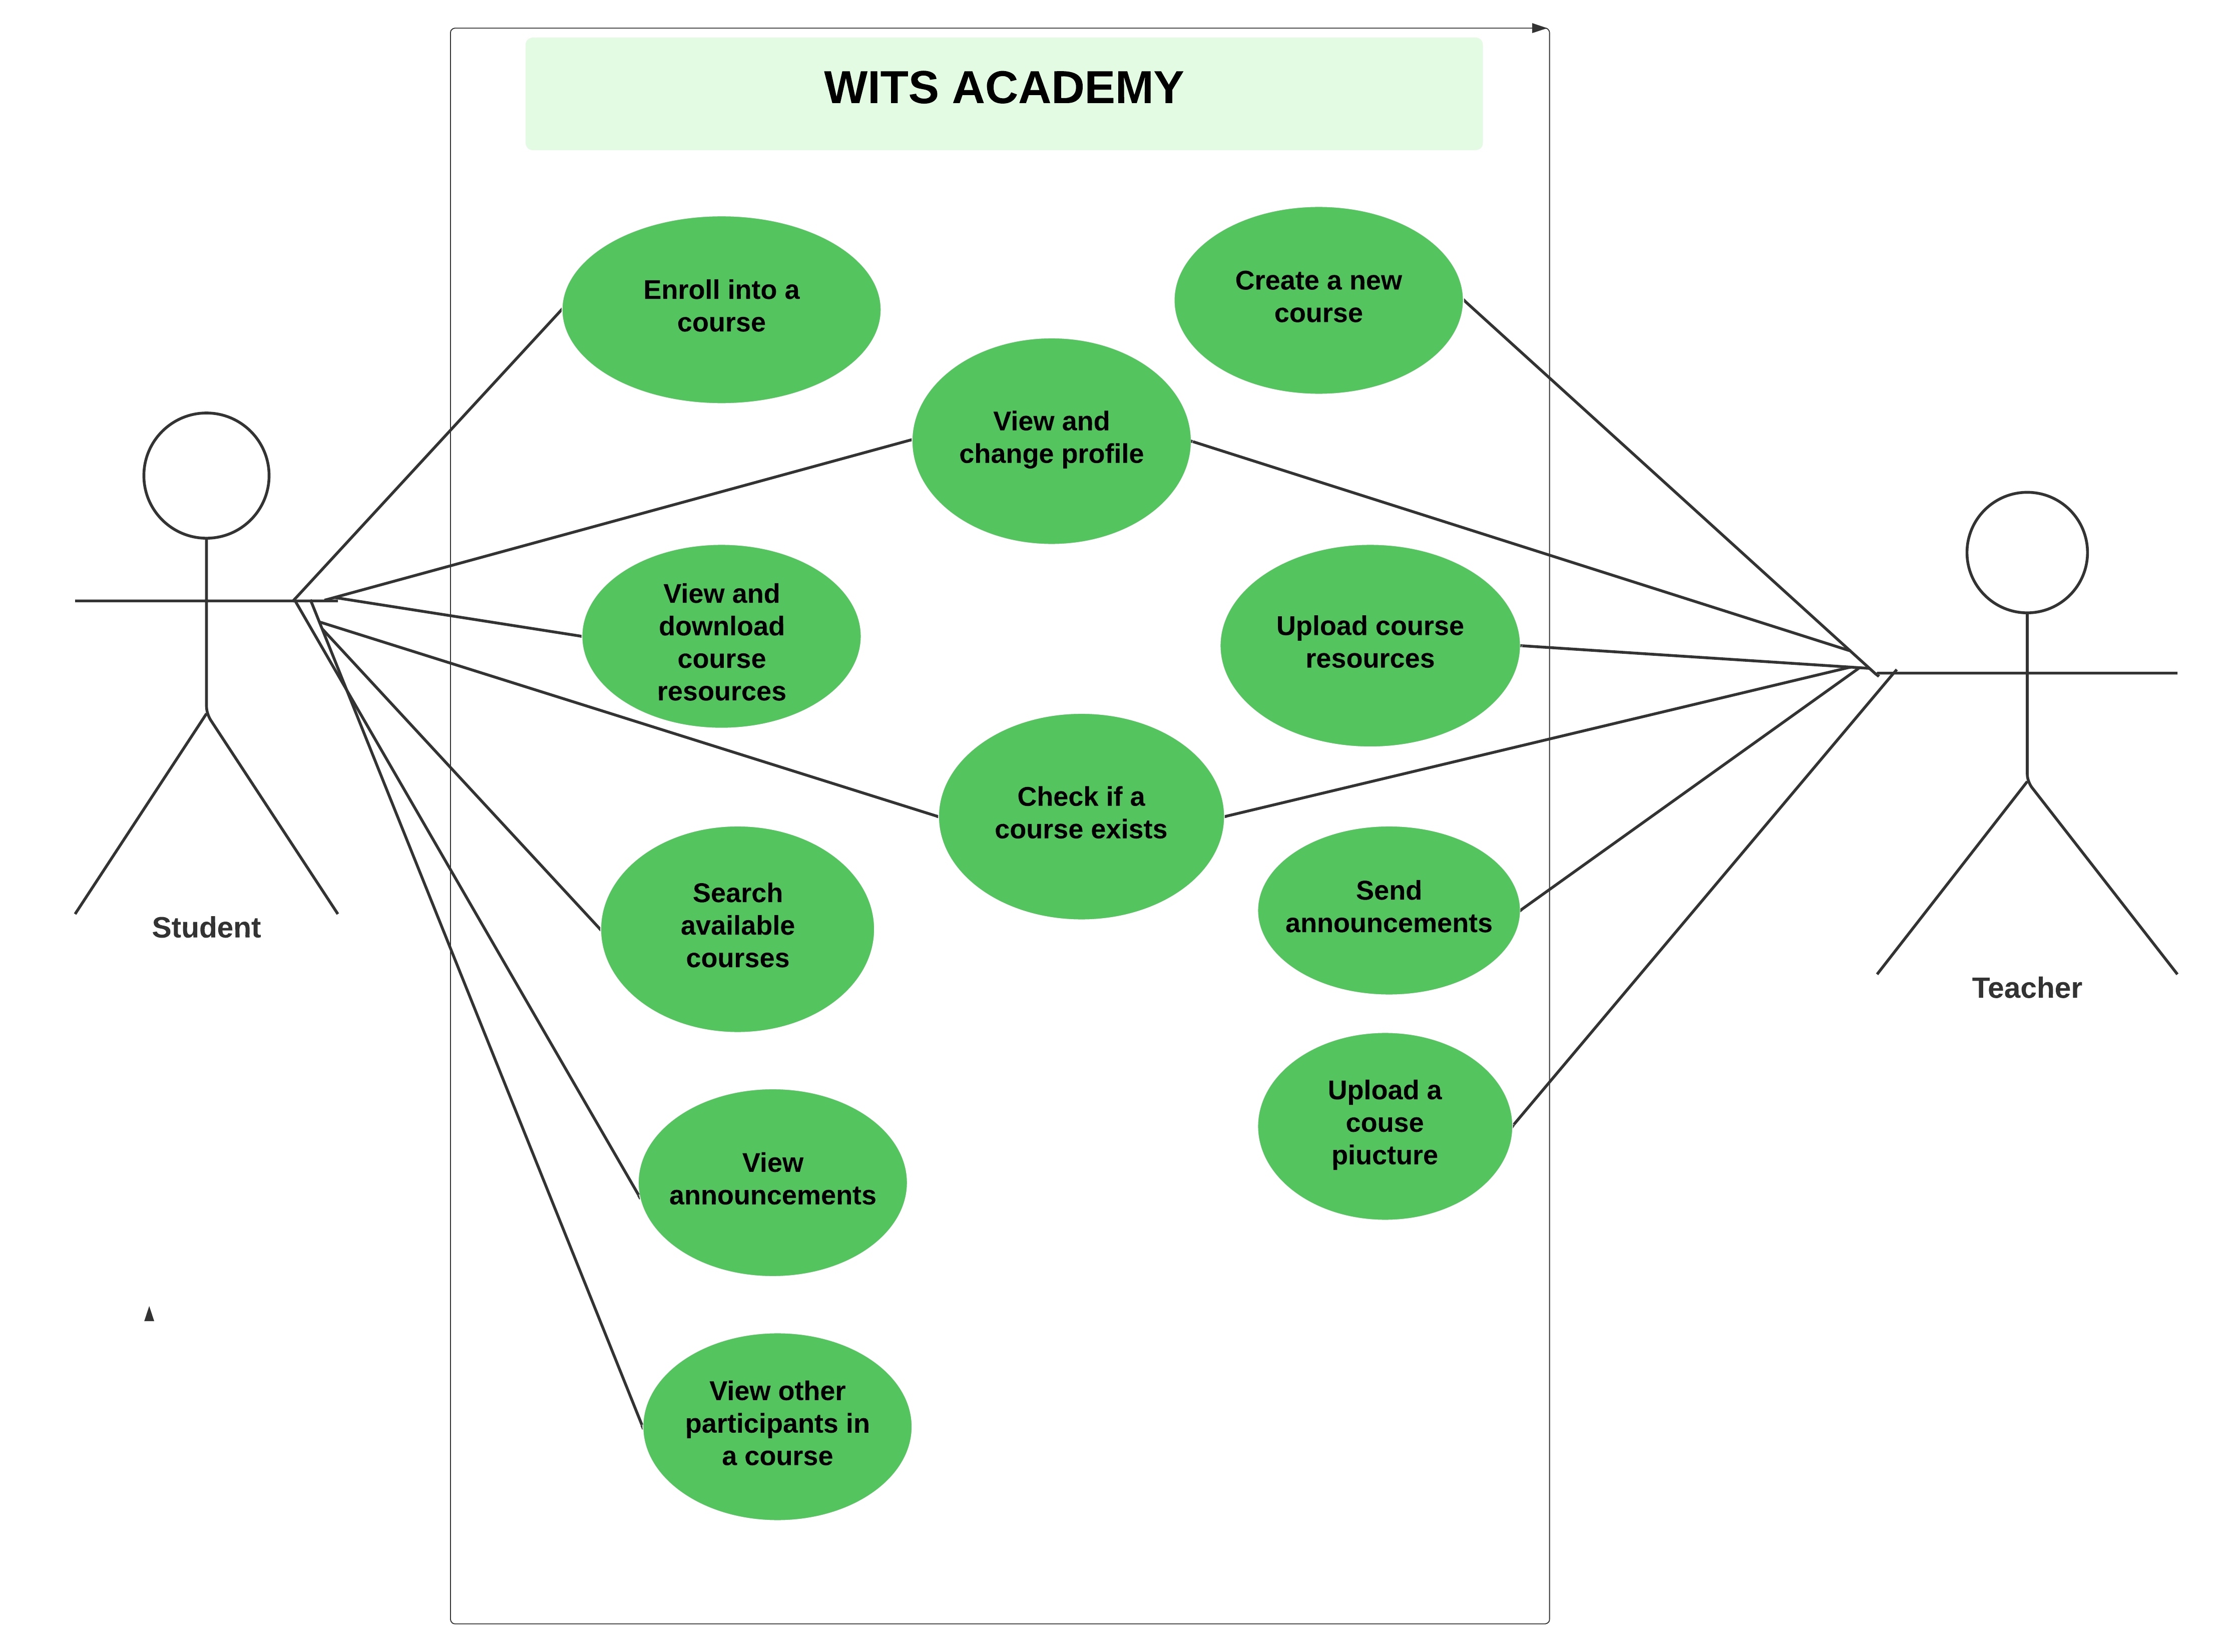 WITS ACADEMY
Enroll into a
course
Create a new
course
View and
change profile
View and
download
course
resources
Upload course
resources
Check if a
course exists
Search
available
courses
Send
announcements
Student
Teacher
Upload a
couse
piucture
View
announcements
View other
participants in
a course